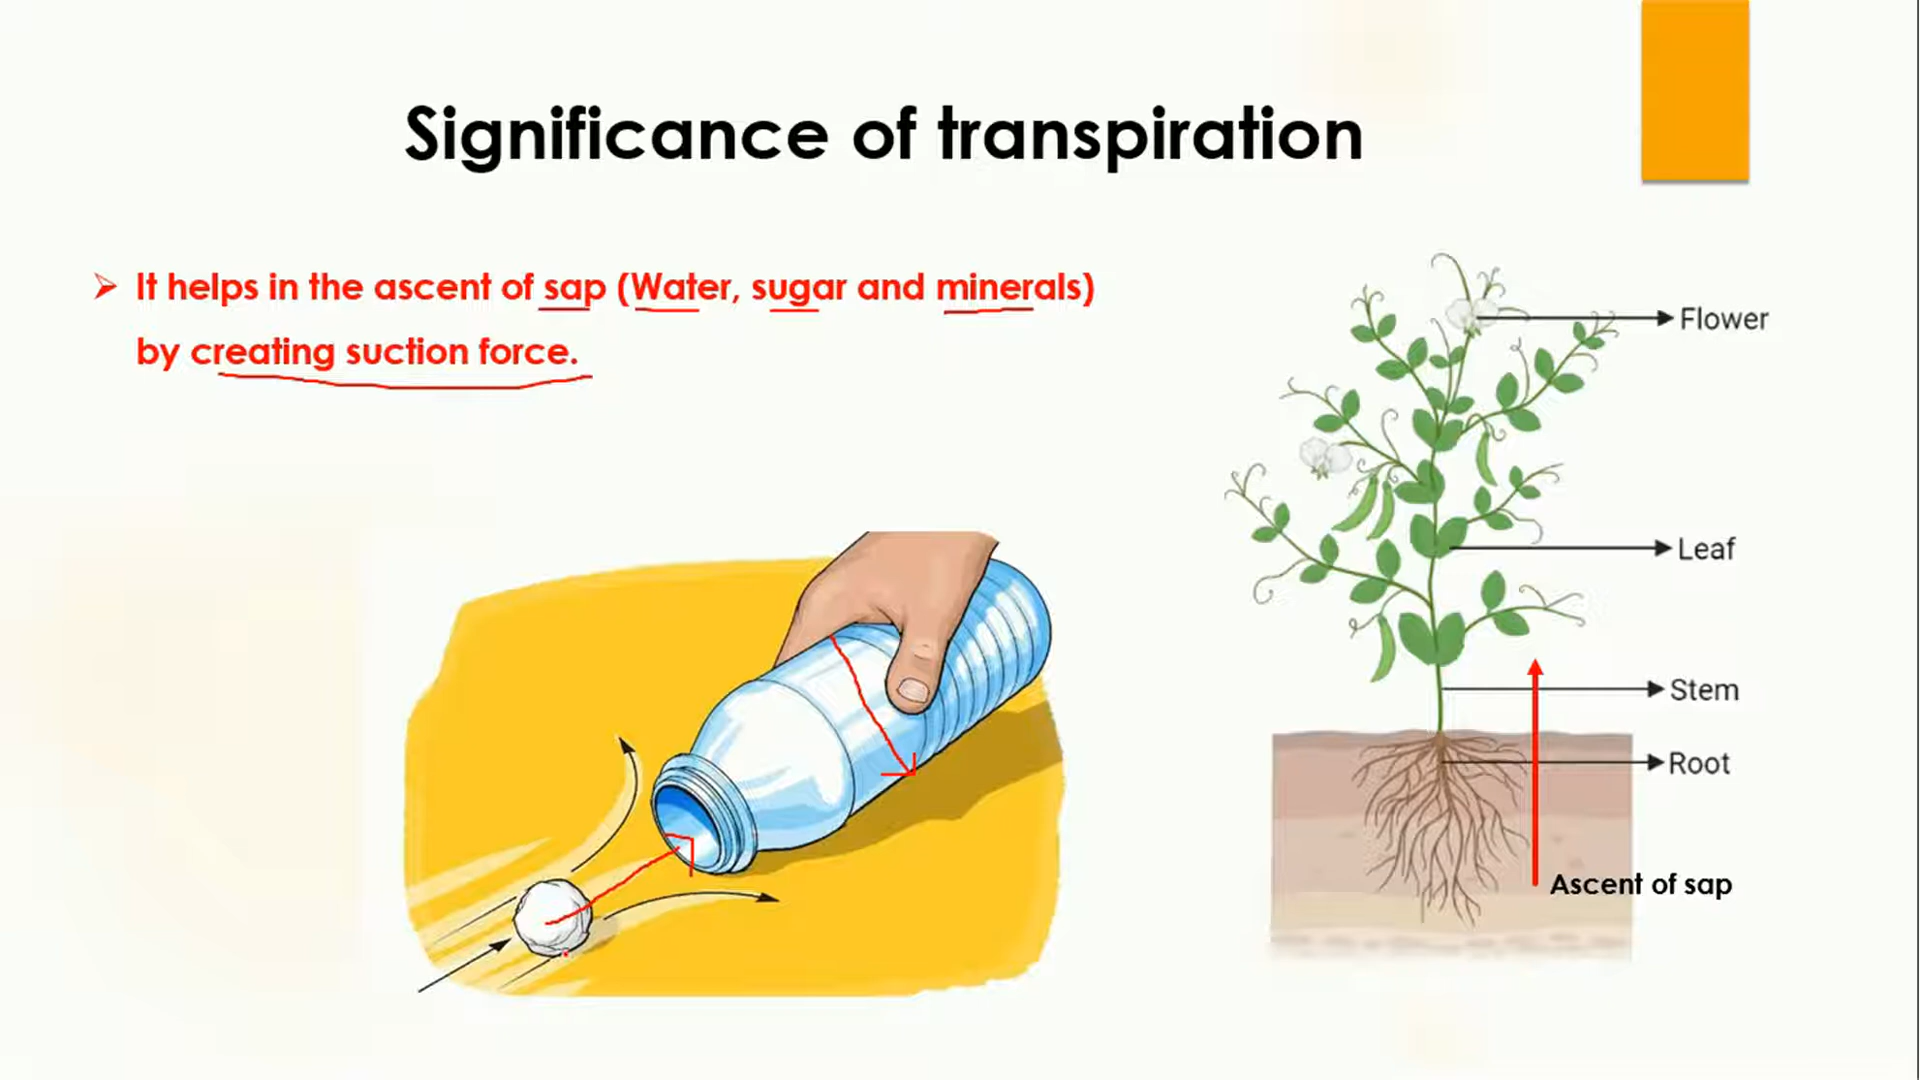 Significance of transpiration
It helps in the ascent of sap (Water, sugar and minerals)
by creating suction force.
Flower
Leaf
Stem
Root
Ascent of sap